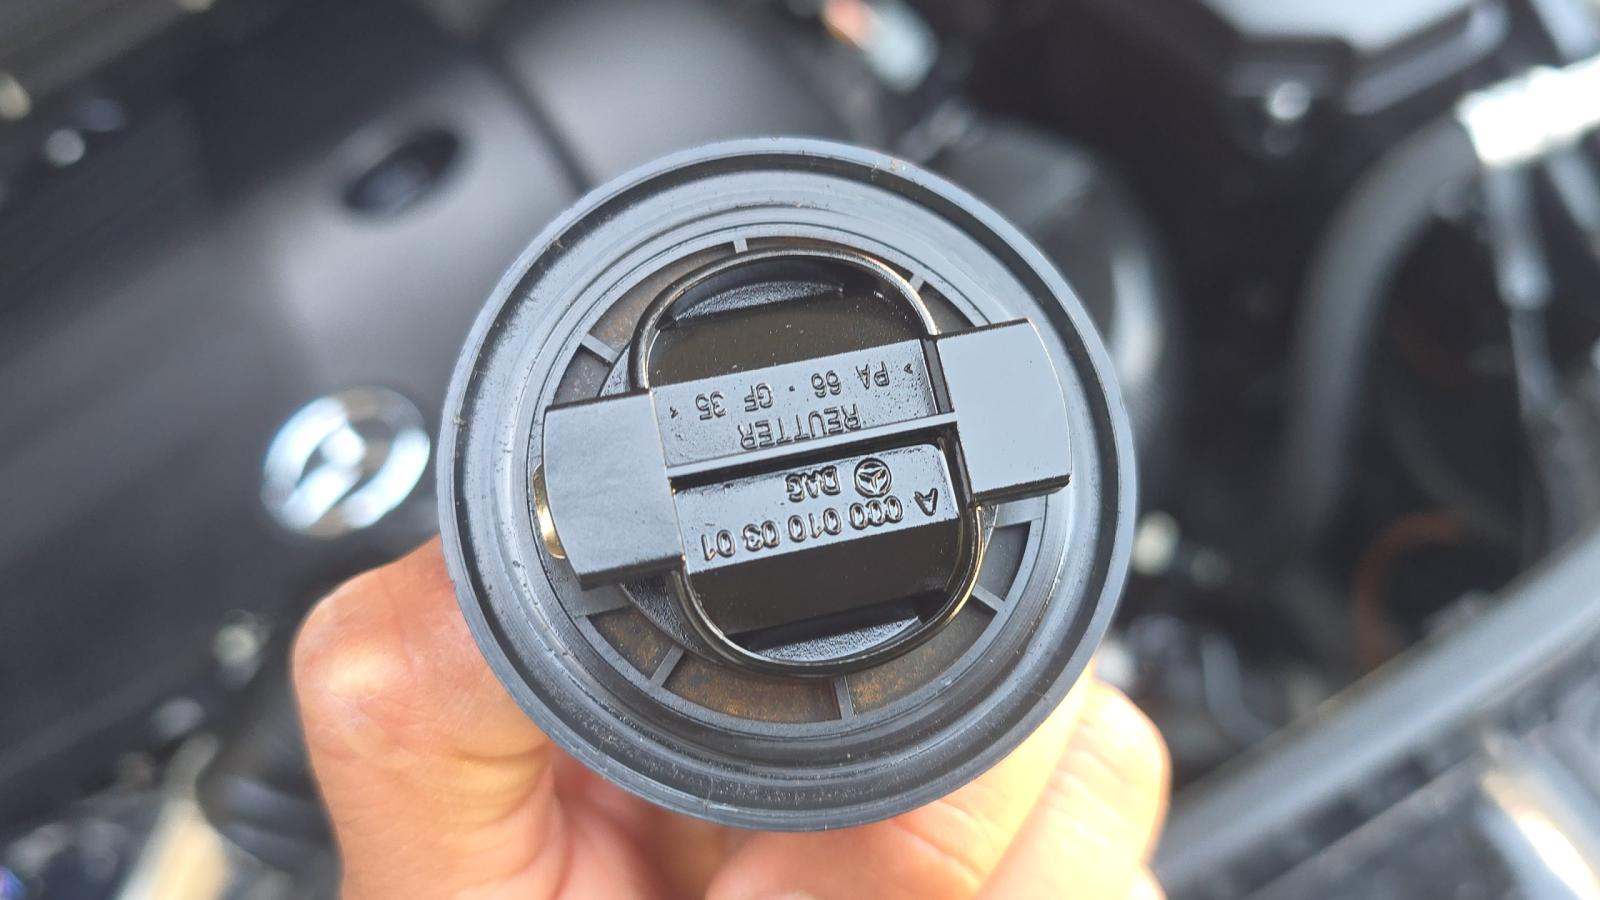 A 000 010 03 01
DAG
REUTTER
> PA 66 - GF 35 <